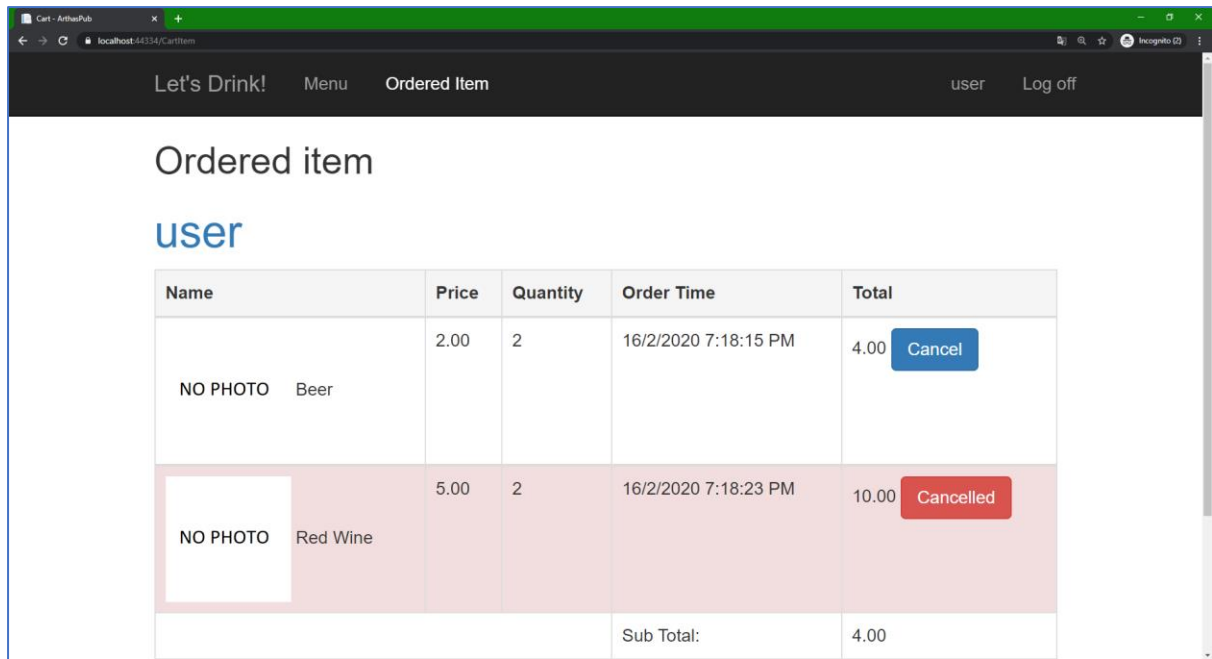 Cart - ArthasPub
localhost:44334/CartItem
Incognito (2)
Let's Drink! Menu Ordered Item user Log off
Ordered item
user
Name Price Quantity Order Time Total
2.00 2 16/2/2020 7:18:15 PM 4.00 Cancel
NO PHOTO Beer
5.00 2 16/2/2020 7:18:23 PM 10.00 Cancelled
NO PHOTO Red Wine
Sub Total: 4.00